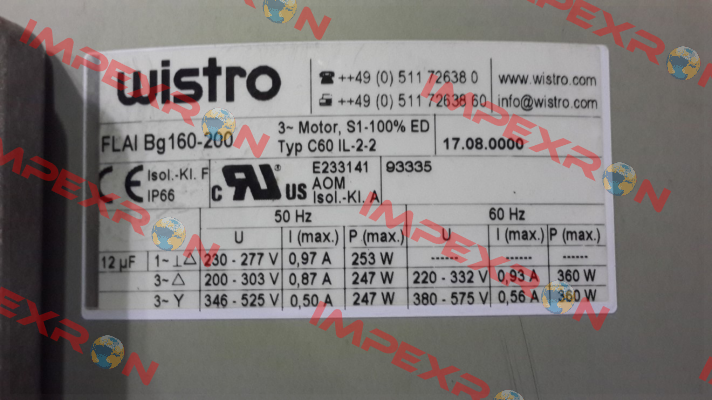 wistro
☎ ++49 (0) 511 72638 0
www.wistro.com
++49 (0) 511 72638 60
info@wistro.com
FLAI Bg160-200
3~ Motor, S1-100% ED
Typ C60 IL-2-2
17.08.0000
CE Isol.-Kl. F
IP66
c RU US
E233141
AOM
Isol.-Kl. A
93335
50 Hz 60 Hz
U I (max.) P (max.) U I (max.) P (max.)
12 µF 1~⊥△ 230 - 277 V 0,97 A 253 W ------ ------ ------
3~ △ 200 - 303 V 0,87 A 247 W 220 - 332 V 0,93 A 360 W
3~ Y 346 - 525 V 0,50 A 247 W 380 - 575 V 0,56 A 360 W
IMPEXRON
IMPEXRON
IMPEXRON
IMPEXRON
IMPEXRON